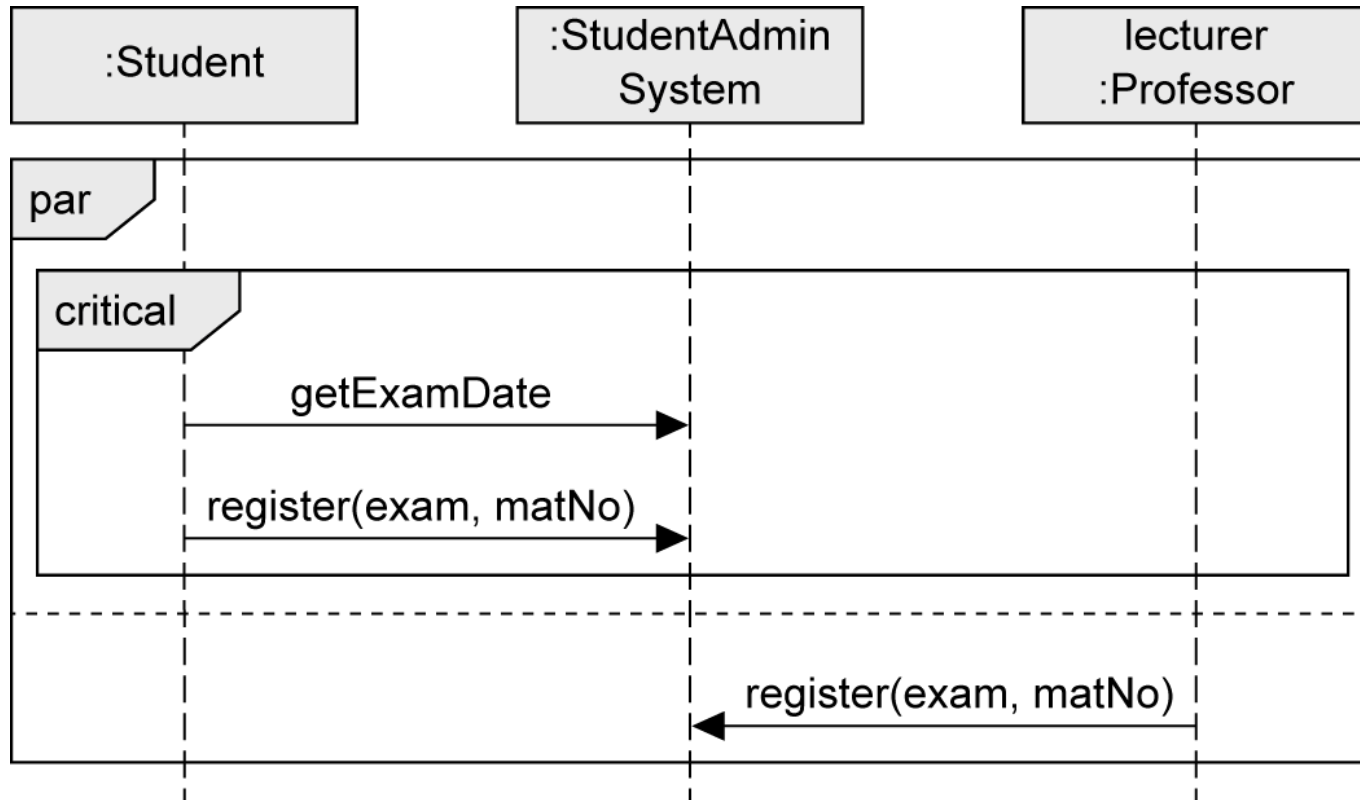 :Student
:StudentAdmin
System
lecturer
:Professor
par
critical
getExamDate
register(exam, matNo)
register(exam, matNo)